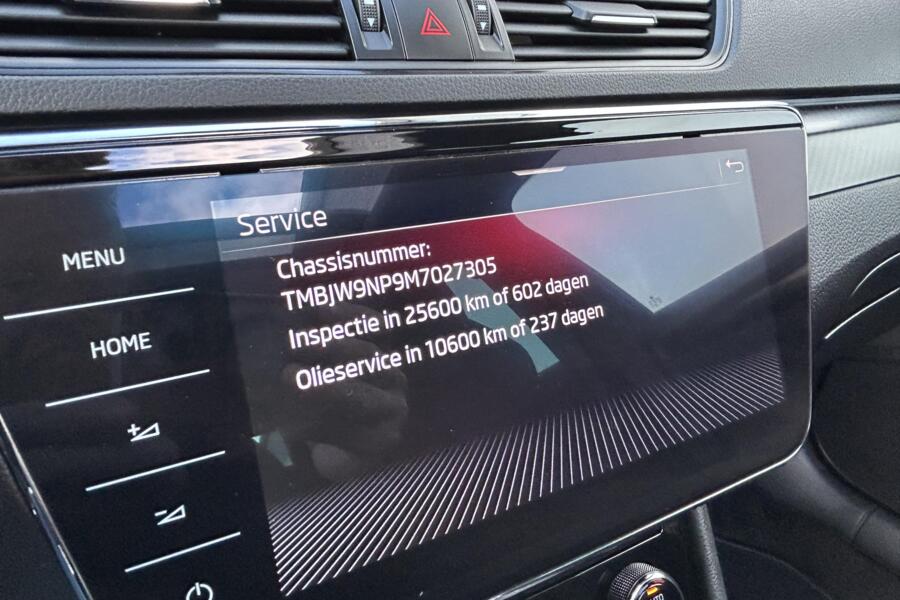 Service
Chassisnummer:
TMBJW9NP9M7027305
Inspectie in 25600 km of 602 dagen
Olieservice in 10600 km of 237 dagen
MENU
HOME
AUTO